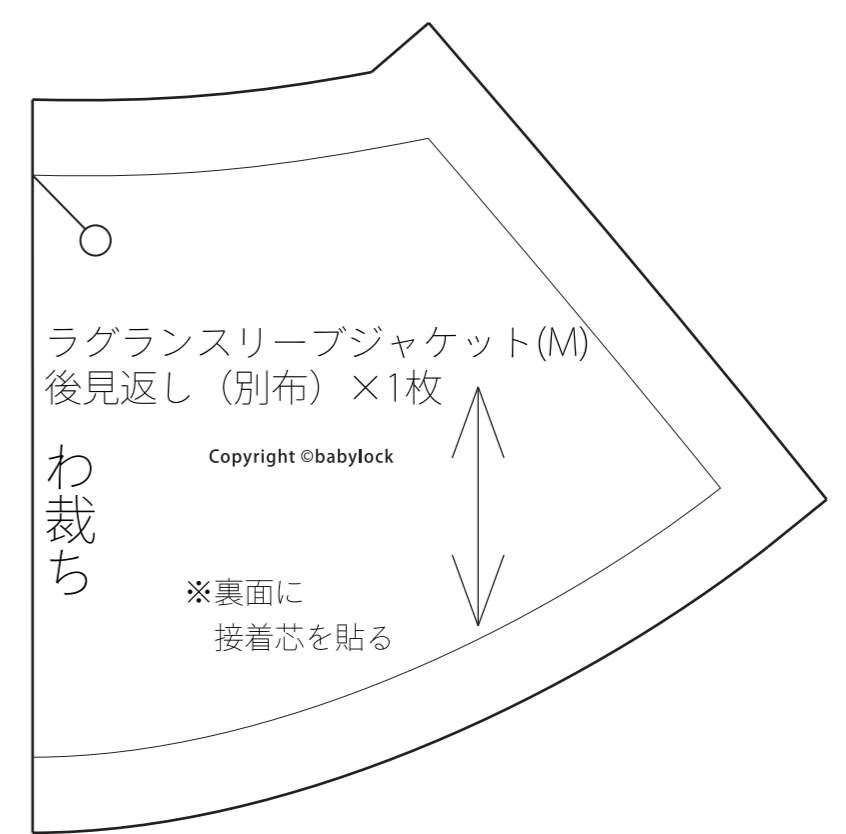 ラグランスリーブジャケット(M)
後見返し（別布）×1枚
わ裁ち
Copyright ©babylock
※裏面に
接着芯を貼る